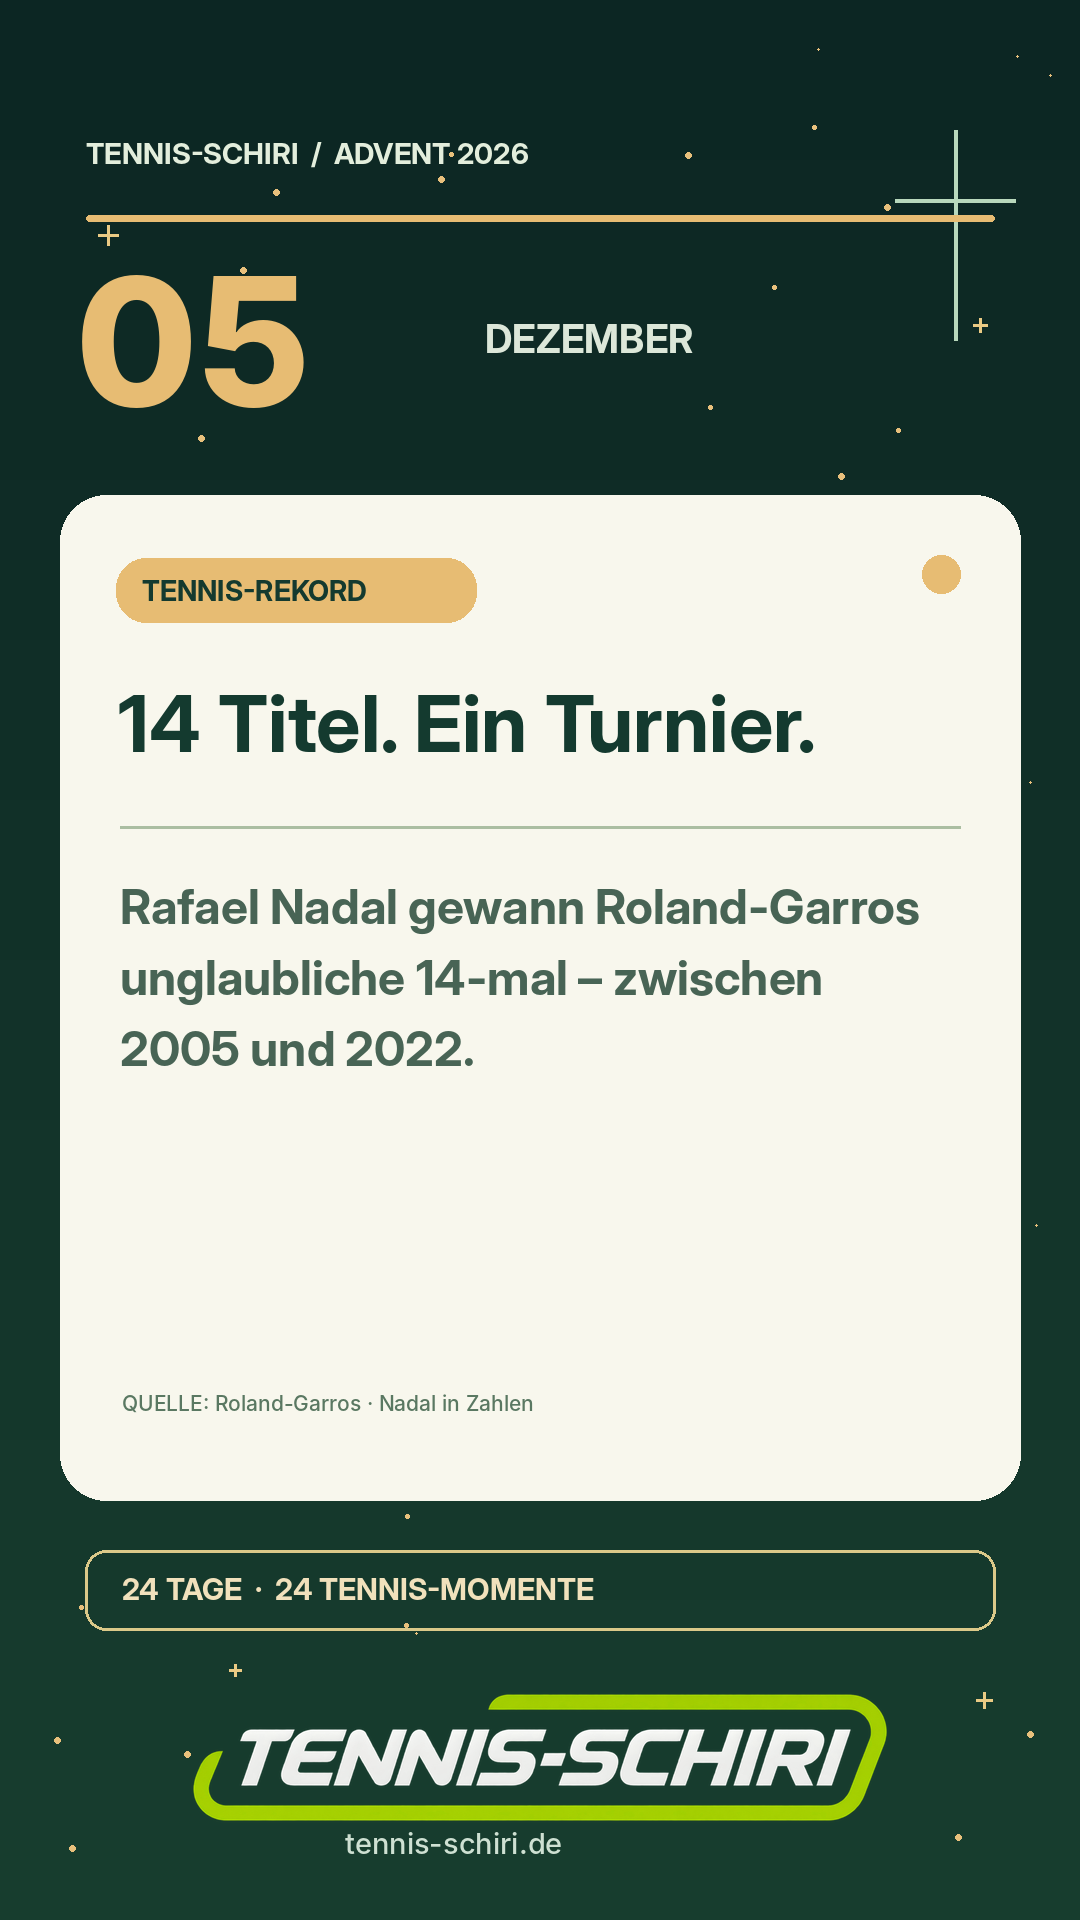 TENNIS-SCHIRI / ADVENT 2026
05
DEZEMBER
TENNIS-REKORD
14 Titel. Ein Turnier.
Rafael Nadal gewann Roland-Garros
unglaubliche 14-mal – zwischen
2005 und 2022.
QUELLE: Roland-Garros · Nadal in Zahlen
24 TAGE · 24 TENNIS-MOMENTE
TENNIS-SCHIRI
tennis-schiri.de